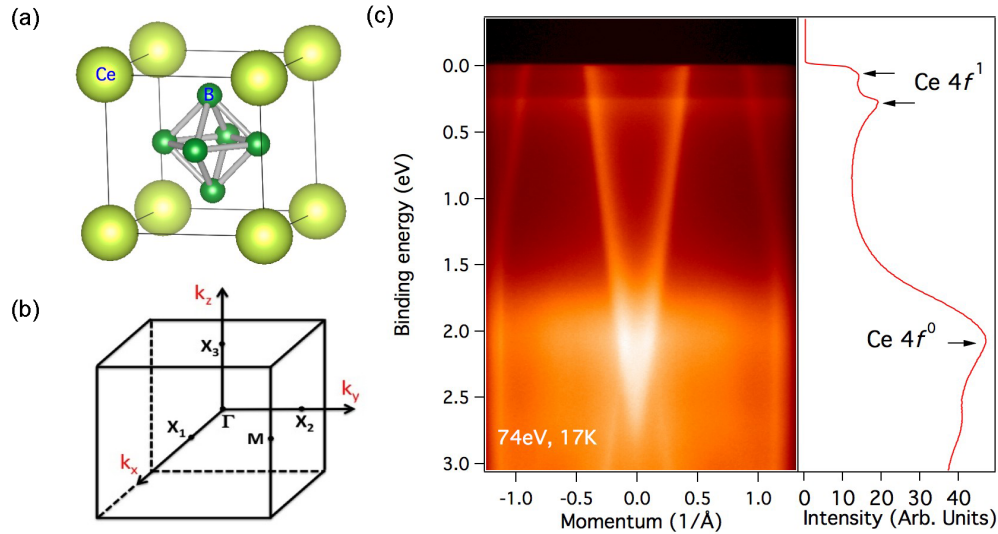 (a)
Ce
B
(b)
k_z
X_3
k_y
Γ
X_2
X_1
M
k_x
(c)
Binding energy (eV)
0.0
0.5
1.0
1.5
2.0
2.5
3.0
74eV, 17K
-1.0 -0.5 0.0 0.5 1.0
Momentum (1/Å)
Ce 4f^1
Ce 4f^0
0 10 20 30 40
Intensity (Arb. Units)